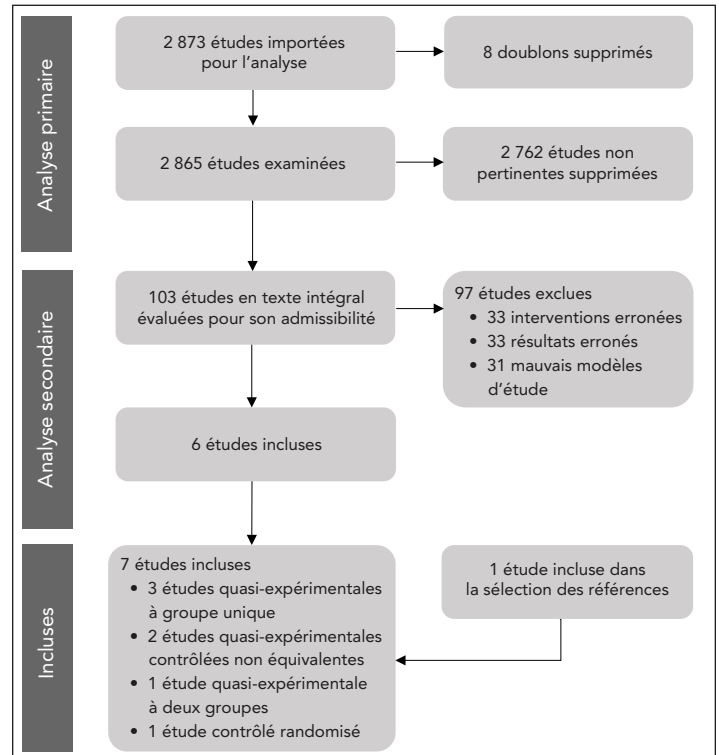 Analyse primaire
2 873 études importées
pour l'analyse
8 doublons supprimés
2 865 études examinées
2 762 études non
pertinentes supprimées
Analyse secondaire
103 études en texte intégral
évaluées pour son admissibilité
97 études exclues
• 33 interventions erronées
• 33 résultats erronés
• 31 mauvais modèles
d'étude
6 études incluses
Incluses
7 études incluses
• 3 études quasi-expérimentales
à groupe unique
• 2 études quasi-expérimentales
contrôlées non équivalentes
• 1 étude quasi-expérimentale
à deux groupes
• 1 étude contrôlé randomisé
1 étude incluse dans
la sélection des références